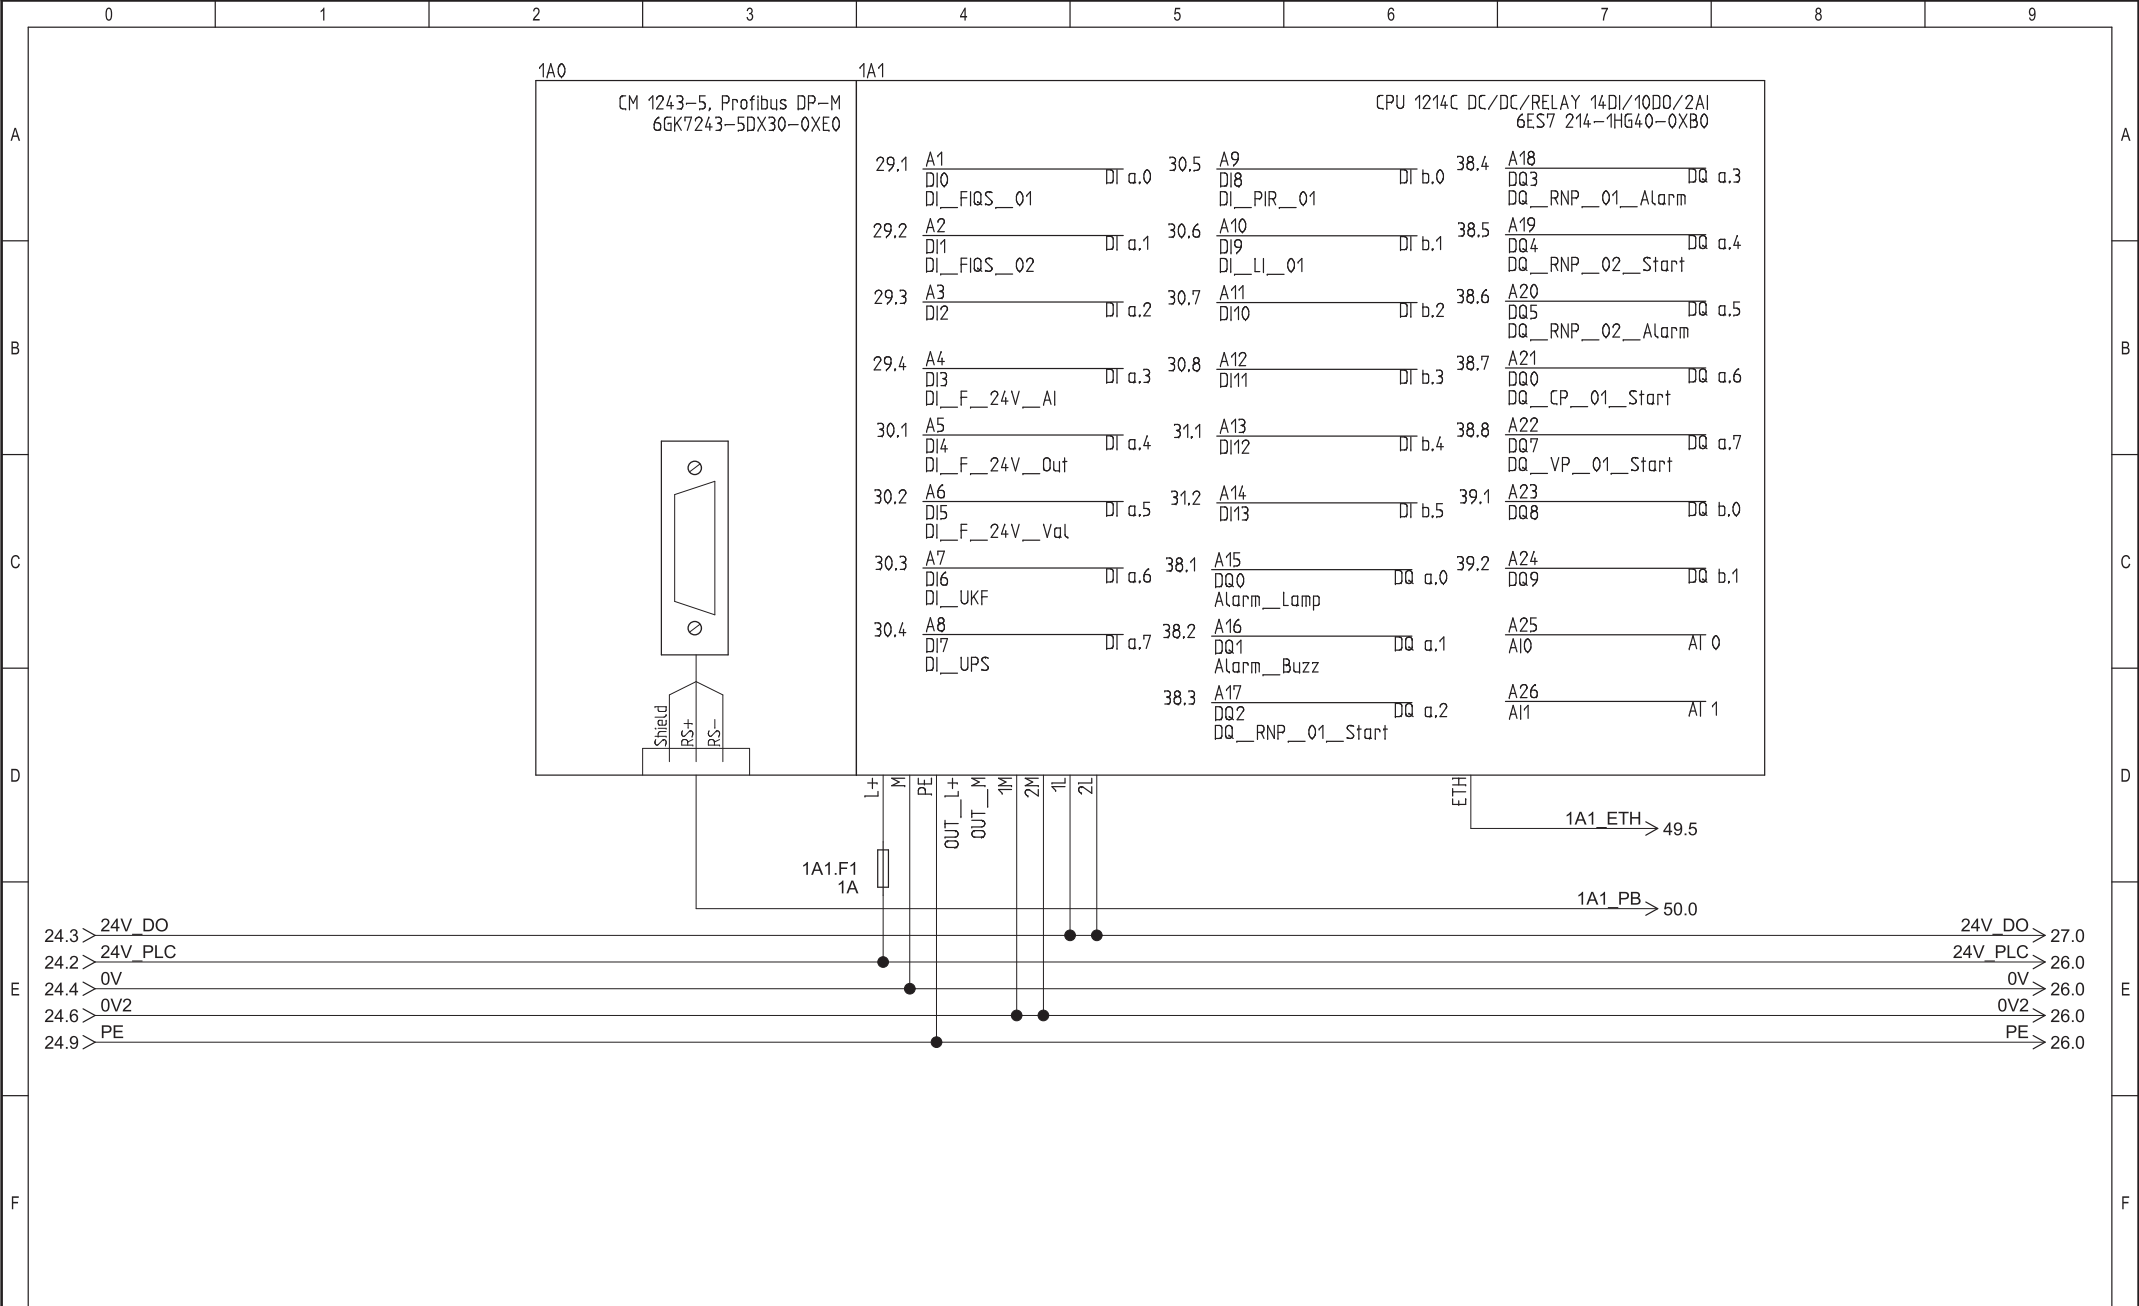 0 1 2 3 4 5 6 7 8 9
1A0 1A1
CM 1243-5, Profibus DP-M
6GK7243-5DX30-0XE0
CPU 1214C DC/DC/RELAY 14DI/10DO/2AI
6ES7 214-1HG40-0XB0
A A
29.1 A1
DI0 DI a.0
DI__FIQS__01
29.2 A2
DI1 DI a.1
DI__FIQS__02
29.3 A3
DI2 DI a.2
29.4 A4
DI3 DI a.3
DI__F__24V__AI
30.1 A5
DI4 DI a.4
DI__F__24V__Out
30.2 A6
DI5 DI a.5
DI__F__24V__Val
30.3 A7
DI6 DI a.6
DI__UKF
30.4 A8
DI7 DI a.7
DI__UPS
30.5 A9
DI8 DI b.0
DI__PIR__01
30.6 A10
DI9 DI b.1
DI__LI__01
30.7 A11
DI10 DI b.2
30.8 A12
DI11 DI b.3
31.1 A13
DI12 DI b.4
31.2 A14
DI13 DI b.5
38.1 A15
DQ0 DQ a.0
Alarm__Lamp
38.2 A16
DQ1 DQ a.1
Alarm__Buzz
38.3 A17
DQ2 DQ a.2
DQ__RNP__01__Start
38.4 A18
DQ3 DQ a.3
DQ__RNP__01__Alarm
38.5 A19
DQ4 DQ a.4
DQ__RNP__02__Start
38.6 A20
DQ5 DQ a.5
DQ__RNP__02__Alarm
38.7 A21
DQ0 DQ a.6
DQ__CP__01__Start
38.8 A22
DQ7 DQ a.7
DQ__VP__01__Start
39.1 A23
DQ8 DQ b.0
39.2 A24
DQ9 DQ b.1
A25
AI0 AI 0
A26
AI1 AI 1
B B
C C
Shield RS+ RS-
D D
L+ M PE OUT__L+ OUT__M 1M 2M 1L 2L ETH
1A1_ETH 49.5
1A1.F1
1A
1A1_PB 50.0
24.3 24V_DO 24V_DO 27.0
24.2 24V_PLC 24V_PLC 26.0
E 24.4 0V 0V 26.0 E
24.6 0V2 0V2 26.0
24.9 PE PE 26.0
F F